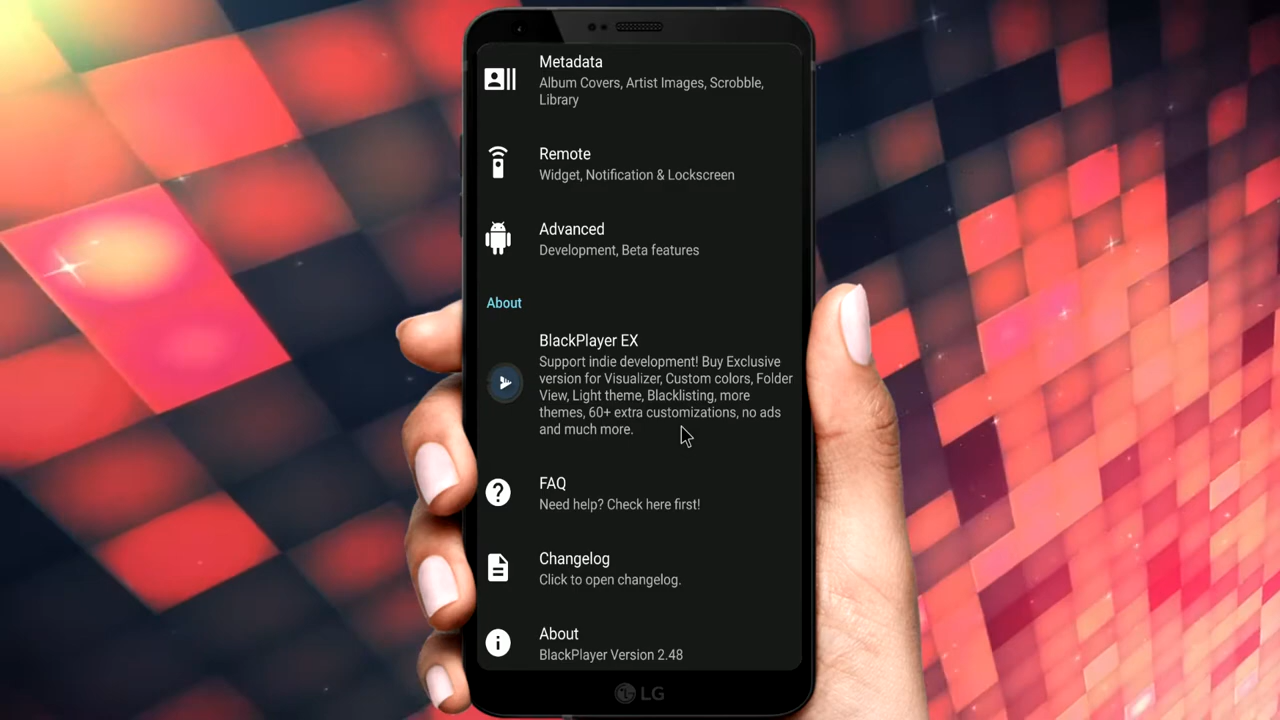 Metadata
Album Covers, Artist Images, Scrobble,
Library
Remote
Widget, Notification & Lockscreen
Advanced
Development, Beta features
About
BlackPlayer EX
Support indie development! Buy Exclusive
version for Visualizer, Custom colors, Folder
View, Light theme, Blacklisting, more
themes, 60+ extra customizations, no ads
and much more.
FAQ
Need help? Check here first!
Changelog
Click to open changelog.
About
BlackPlayer Version 2.48
LG